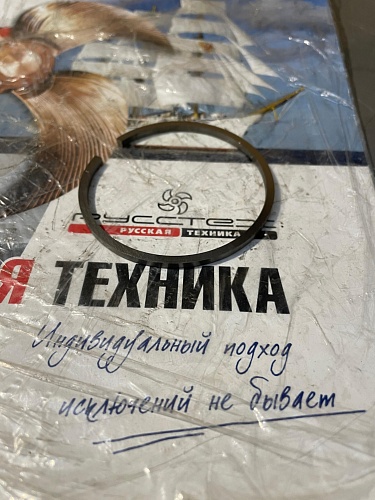 РУССТЕХ
РУССКАЯ ТЕХНИКА
Я ТЕХНИКА
Индивидуальный подход
исключений не бывает